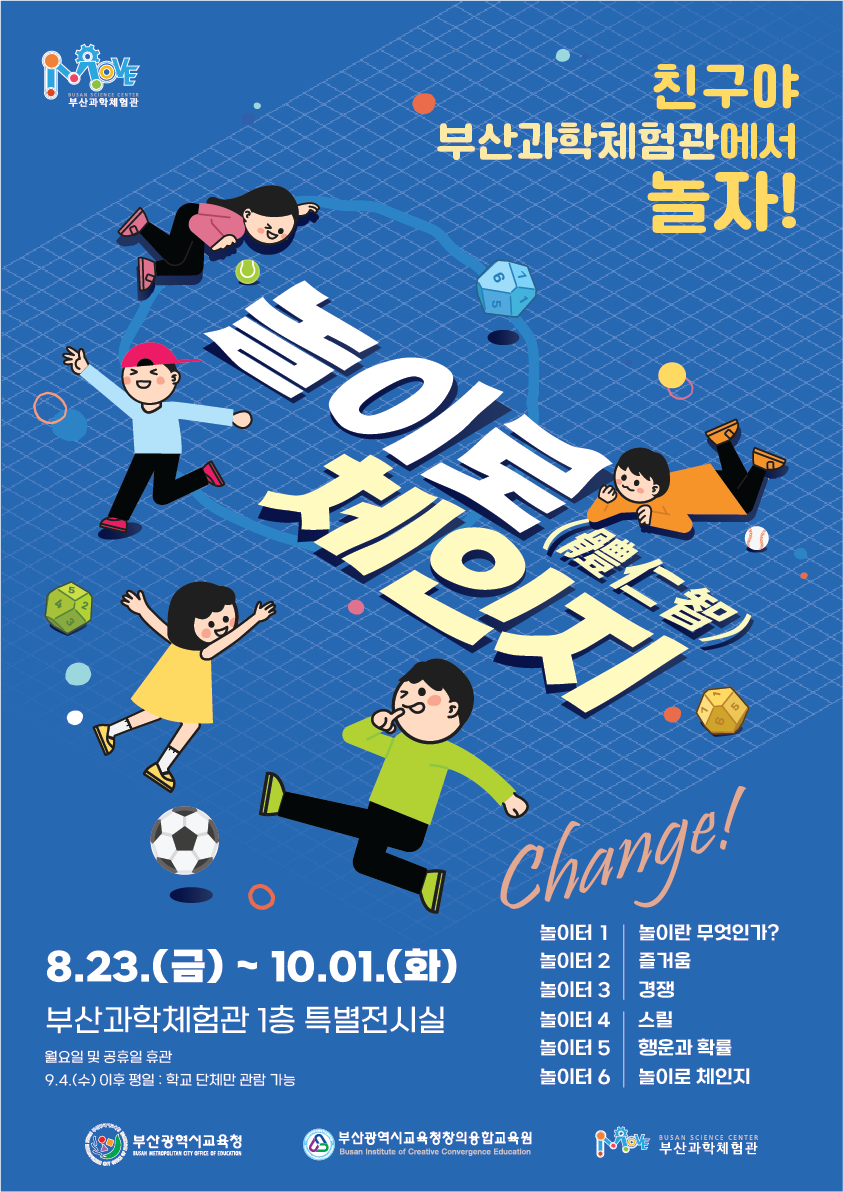 MOVE
BUSAN SCIENCE CENTER
부산과학체험관
친구야
부산과학체험관에서
놀자!
놀이로
체인지
(體仁智)
Change!
8.23.(금) ~ 10.01.(화)
부산과학체험관 1층 특별전시실
월요일 및 공휴일 휴관
9.4.(수) 이후 평일 : 학교 단체만 관람 가능
놀이터 1 놀이란 무엇인가?
놀이터 2 즐거움
놀이터 3 경쟁
놀이터 4 스릴
놀이터 5 행운과 확률
놀이터 6 놀이로 체인지
부산광역시교육청
BUSAN METROPOLITAN CITY OFFICE OF EDUCATION
부산광역시교육청창의융합교육원
Busan Institute of Creative Convergence Education
MOVE
BUSAN SCIENCE CENTER
부산과학체험관